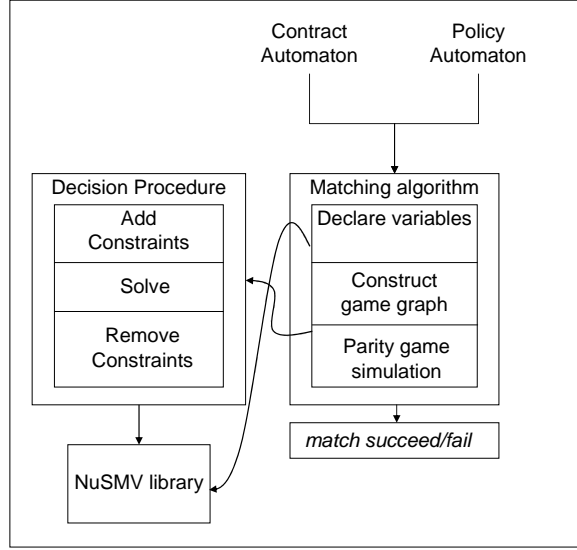 Contract
Automaton
Policy
Automaton
Decision Procedure
Add
Constraints
Solve
Remove
Constraints
NuSMV library
Matching algorithm
Declare variables
Construct
game graph
Parity game
simulation
match succeed/fail